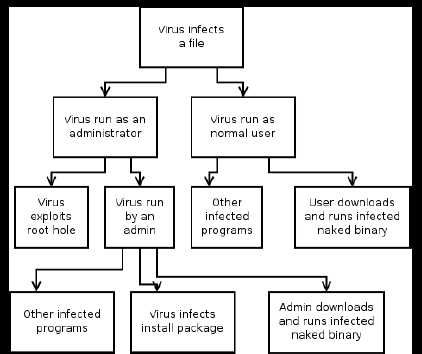 Virus infects
a file
Virus run as an
administrator
Virus run as
normal user
Virus
exploits
root hole
Virus run
by an
admin
Other
infected
programs
User downloads
and runs infected
naked binary
Other infected
programs
Virus infects
install package
Admin downloads
and runs infected
naked binary